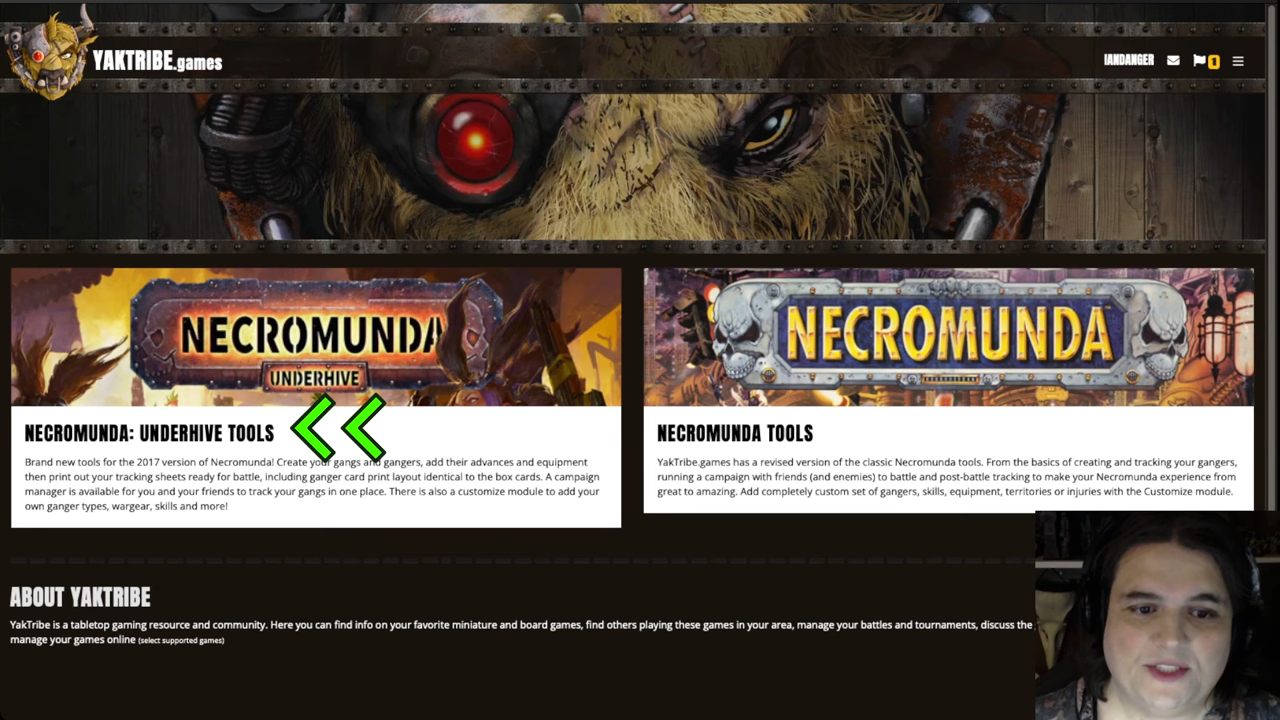 YAKTRIBE.games
IANDANGER
1
NECROMUNDA
UNDERHIVE
NECROMUNDA
NECROMUNDA: UNDERHIVE TOOLS
Brand new tools for the 2017 version of Necromunda! Create your gangs and gangers, add their advances and equipment
then print out your tracking sheets ready for battle, including ganger card print layout identical to the box cards. A campaign
manager is available for you and your friends to track your gangs in one place. There is also a customize module to add your
own ganger types, wargear, skills and more!
NECROMUNDA TOOLS
YakTribe.games has a revised version of the classic Necromunda tools. From the basics of creating and tracking your gangers,
running a campaign with friends (and enemies) to battle and post-battle tracking to make your Necromunda experience from
great to amazing. Add completely custom set of gangers, skills, equipment, territories or injuries with the Customize module.
ABOUT YAKTRIBE
YakTribe is a tabletop gaming resource and community. Here you can find info on your favorite miniature and board games, find others playing these games in your area, manage your battles and tournaments, discuss the
manage your games online (select supported games)